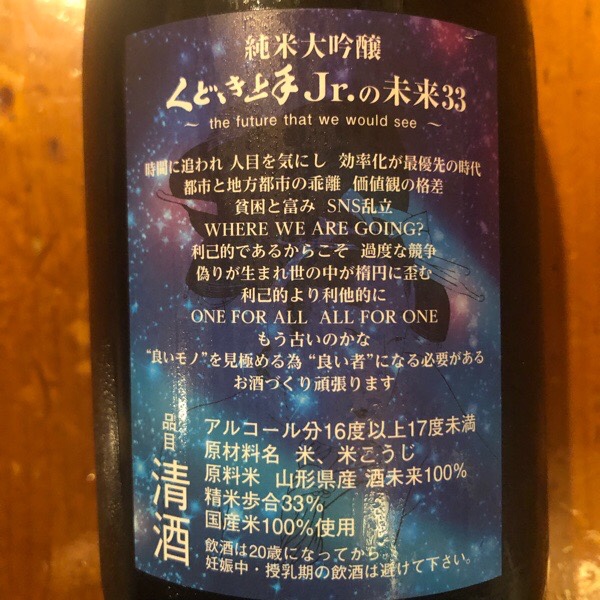 純米大吟醸
くどき上手Jr.の未来33
~ the future that we would see ~
時間に追われ 人目を気にし 効率化が最優先の時代
都市と地方都市の乖離 価値観の格差
貧困と富み SNS乱立
WHERE WE ARE GOING?
利己的であるからこそ 過度な競争
偽りが生まれ世の中が楕円に歪む
利己的より利他的に
ONE FOR ALL ALL FOR ONE
もう古いのかな
“良いモノ”を見極める為 “良い者”になる必要がある
お酒づくり頑張ります
品目 清酒
アルコール分16度以上17度未満
原材料名 米、米こうじ
原料米 山形県産 酒未来100%
精米歩合33%
国産米100%使用
飲酒は20歳になってから。
妊娠中・授乳期の飲酒は避けて下さい。